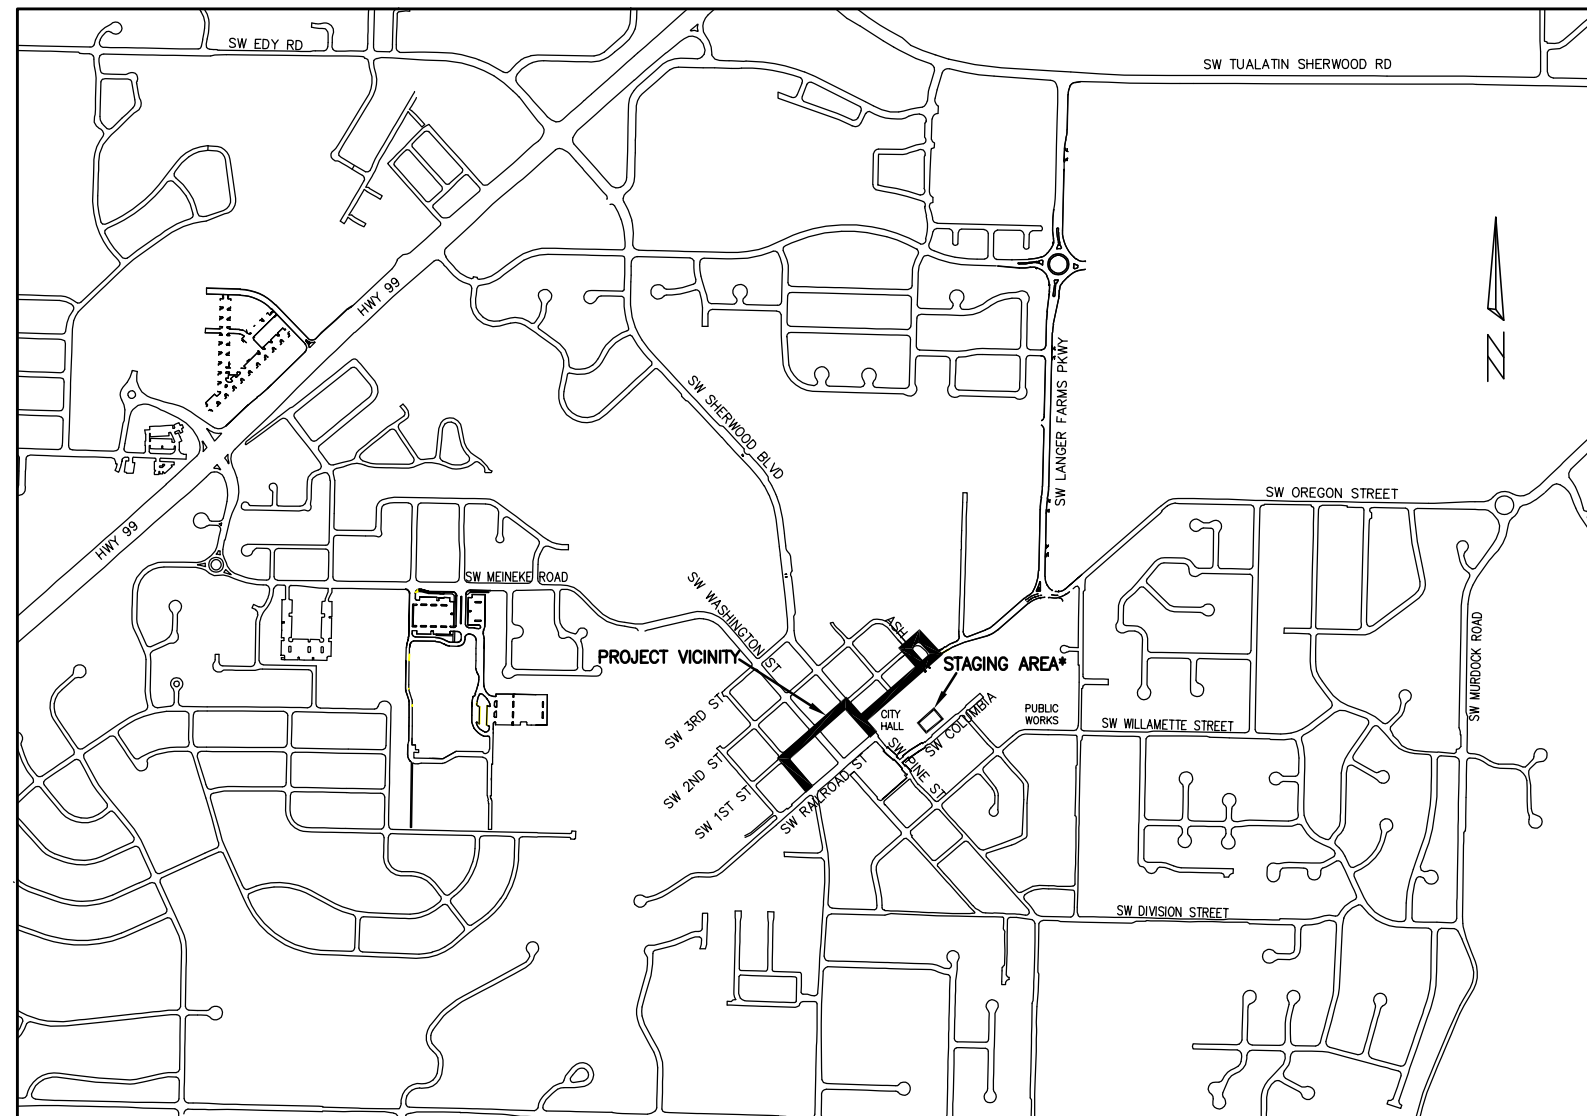 SW EDY RD
SW TUALATIN SHERWOOD RD
HWY 99
SW SHERWOOD BLVD
SW LANGER FARMS PKWY
N
SW OREGON STREET
HWY 99
SW MEINEKE ROAD
SW WASHINGTON ST
ASH
PROJECT VICINITY
STAGING AREA*
SW MURDOCK ROAD
SW 3RD ST
CITY
HALL
SW COLUMBIA
PUBLIC
WORKS
SW WILLAMETTE STREET
SW 2ND ST
SW PINE ST
SW 1ST ST
SW RAILROAD ST
SW DIVISION STREET